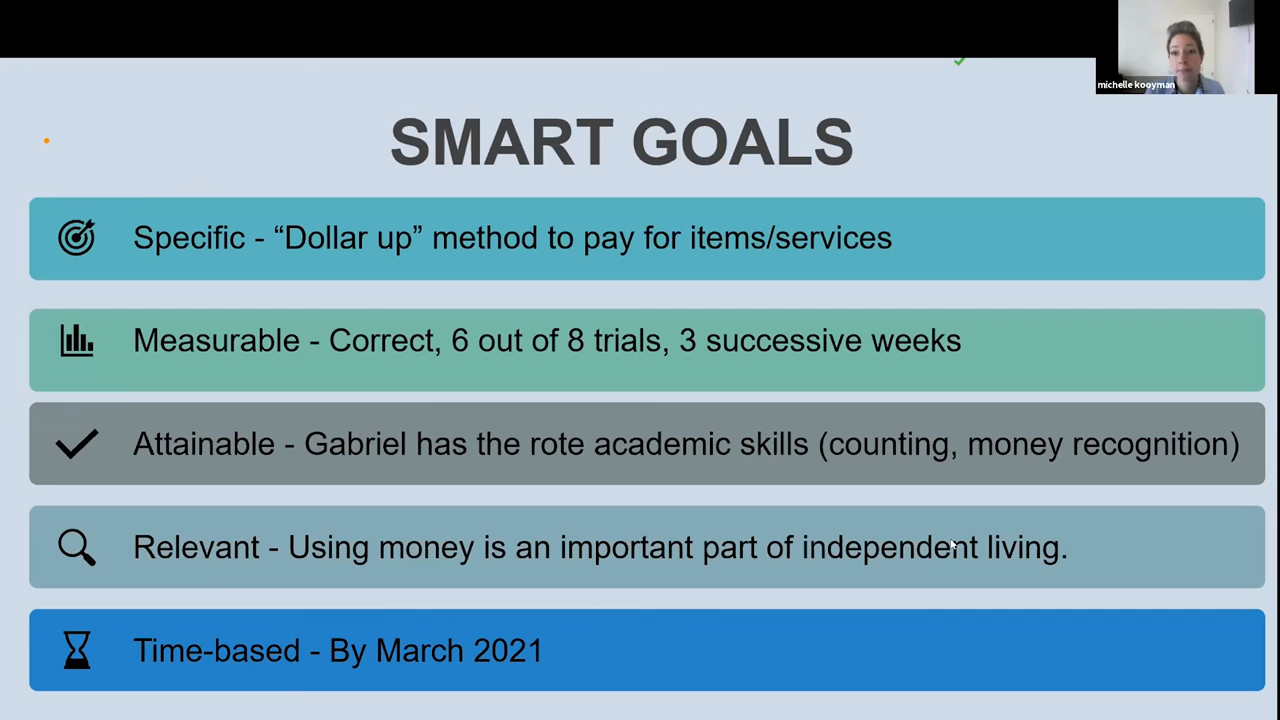 michelle kooyman
SMART GOALS
Specific - “Dollar up” method to pay for items/services
Measurable - Correct, 6 out of 8 trials, 3 successive weeks
Attainable - Gabriel has the rote academic skills (counting, money recognition)
Relevant - Using money is an important part of independent living.
Time-based - By March 2021